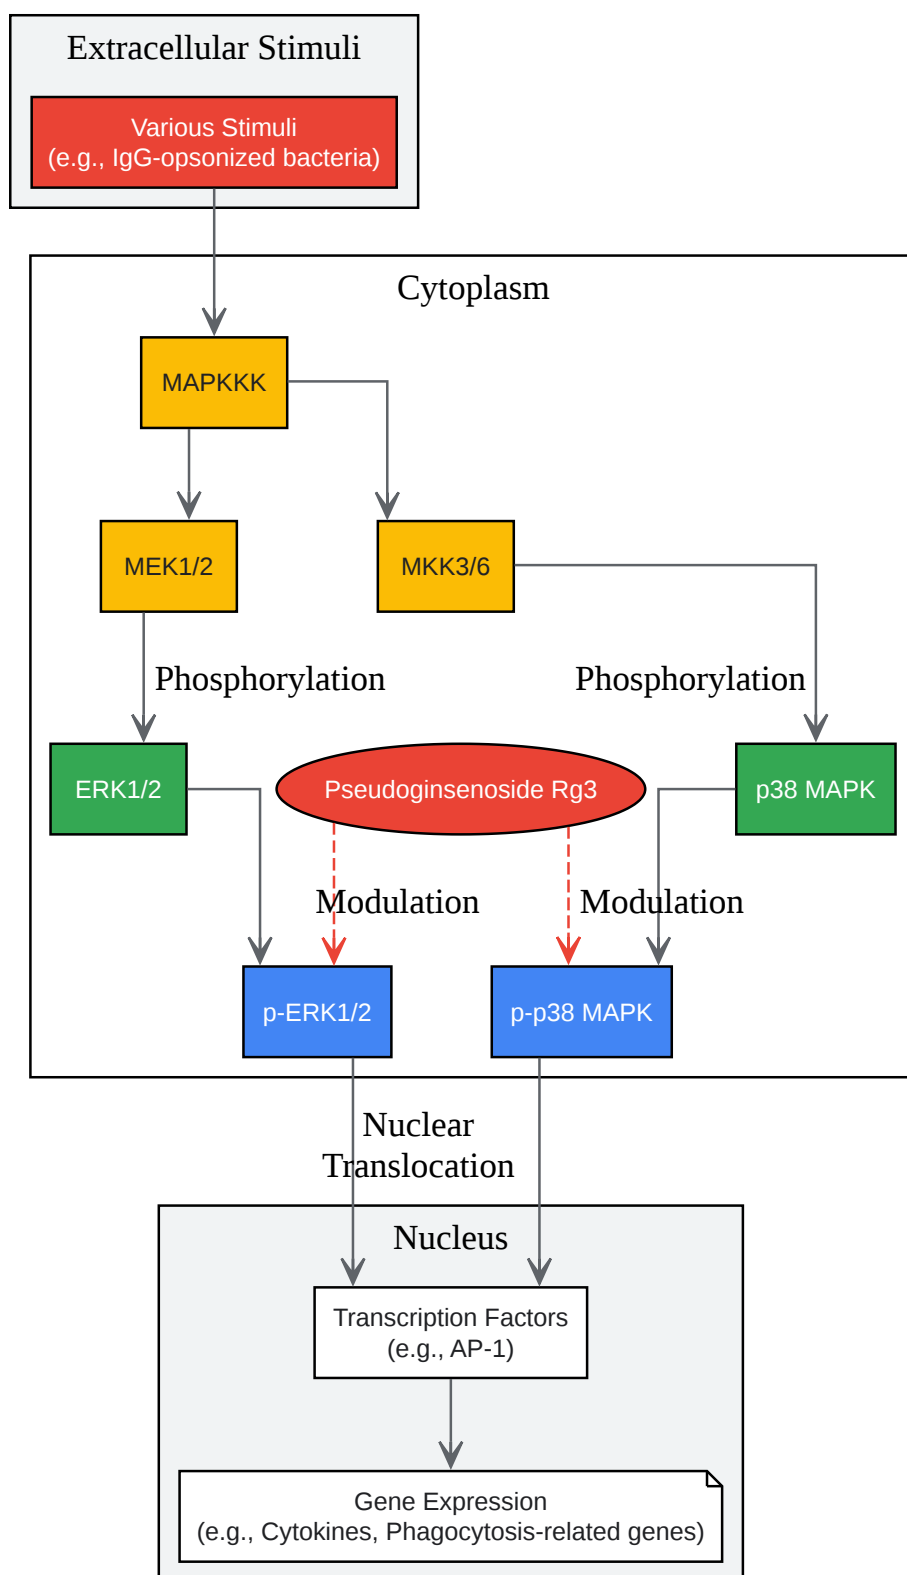 Extracellular Stimuli
Various Stimuli
(e.g., IgG-opsonized bacteria)
Cytoplasm
MAPKKK
MEK1/2
MKK3/6
Phosphorylation
Phosphorylation
ERK1/2
Pseudoginsenoside Rg3
p38 MAPK
Modulation
Modulation
p-ERK1/2
p-p38 MAPK
Nuclear
Translocation
Nucleus
Transcription Factors
(e.g., AP-1)
Gene Expression
(e.g., Cytokines, Phagocytosis-related genes)